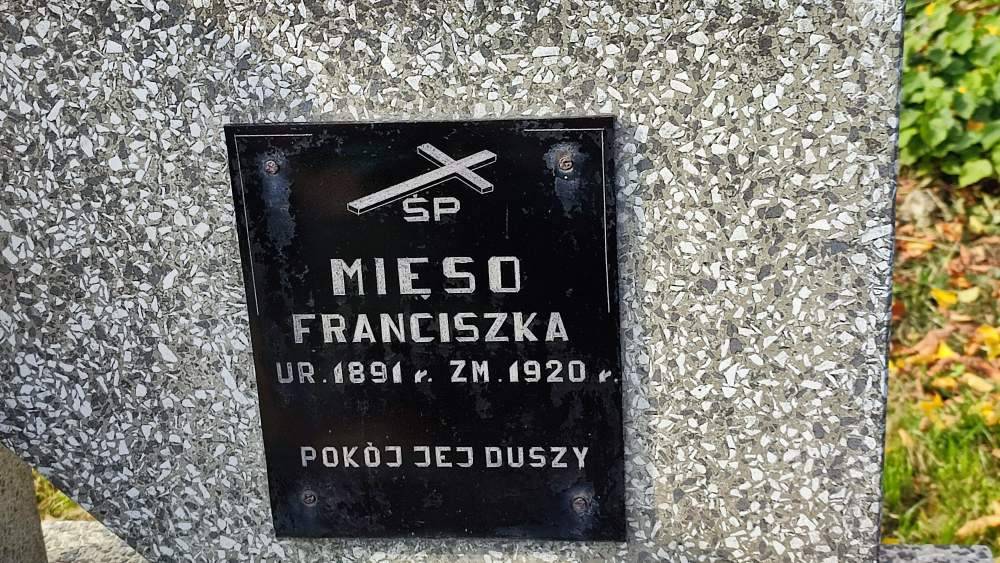 ŚP
MIĘSO
FRANCISZKA
UR. 1891 r. ZM. 1920 r.
POKÓJ JEJ DUSZY